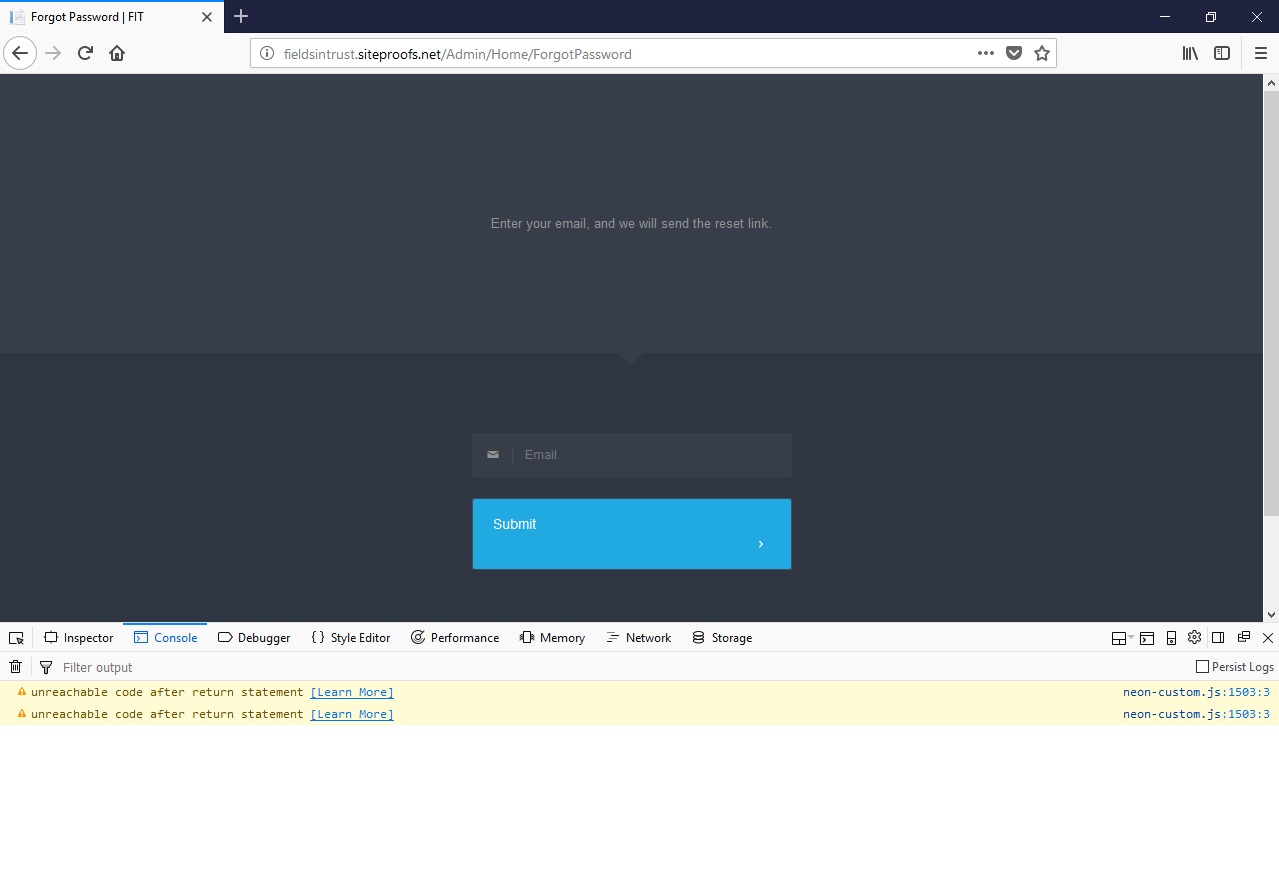 Forgot Password | FIT
fieldsintrust.siteproofs.net/Admin/Home/ForgotPassword
Enter your email, and we will send the reset link.
Email
Submit
Inspector Console Debugger { } Style Editor Performance Memory Network Storage
Filter output Persist Logs
unreachable code after return statement [Learn More] neon-custom.js:1503:3
unreachable code after return statement [Learn More] neon-custom.js:1503:3